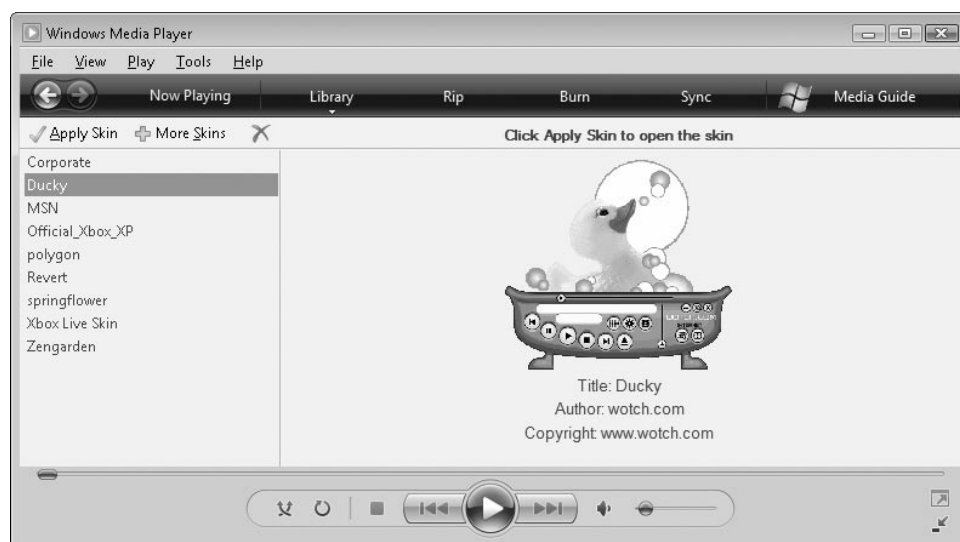 Windows Media Player
File View Play Tools Help
Now Playing Library Rip Burn Sync Media Guide
Apply Skin More Skins Click Apply Skin to open the skin
Corporate
Ducky
MSN
Official_Xbox_XP
polygon
Revert
springflower
Xbox Live Skin
Zengarden
Title: Ducky
Author: wotch.com
Copyright: www.wotch.com